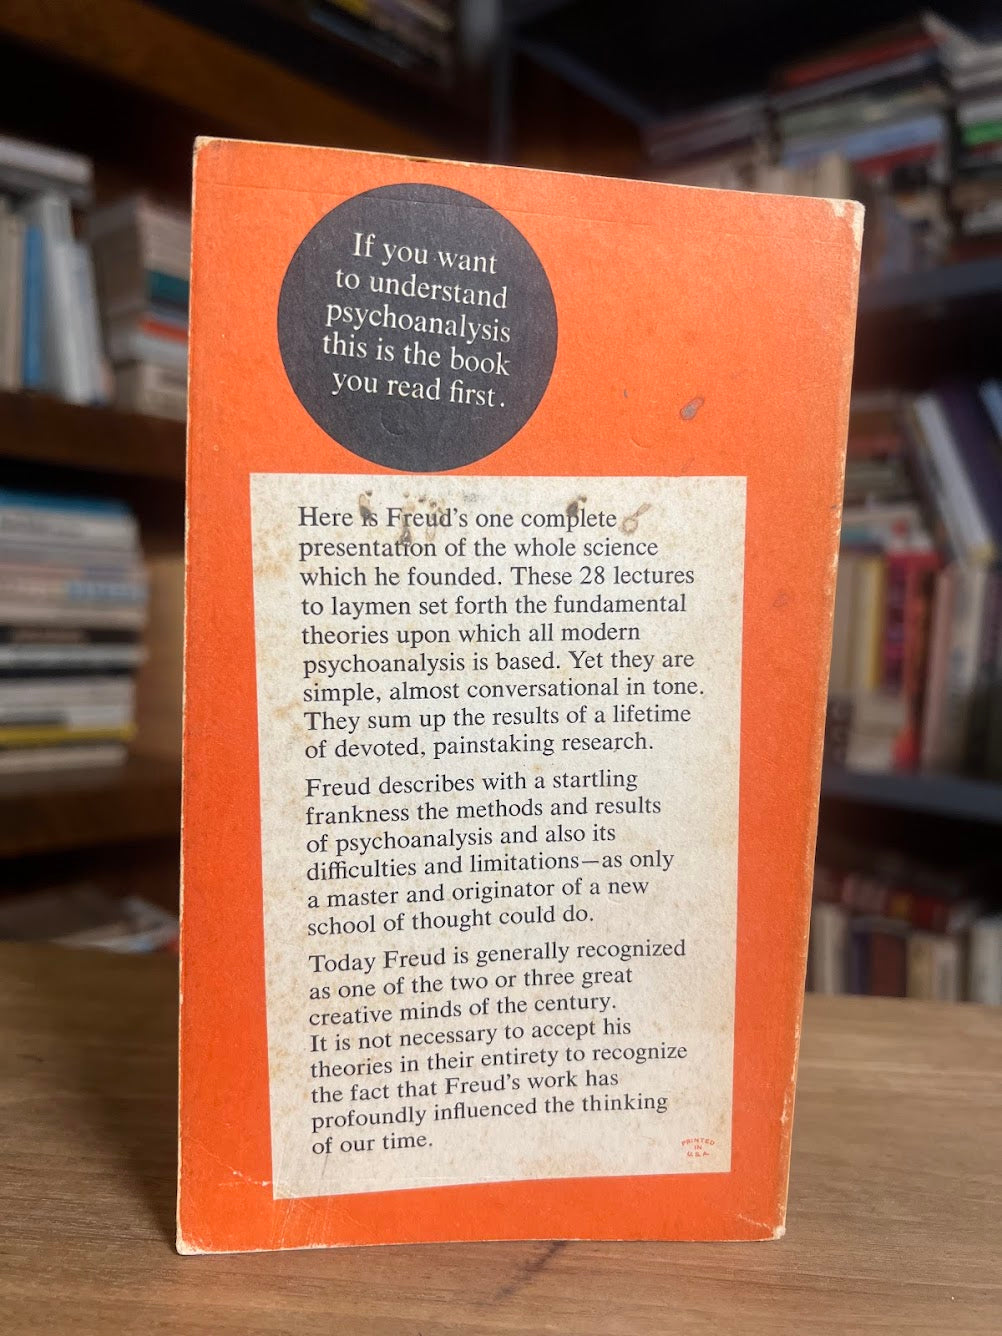 If you want
to understand
psychoanalysis
this is the book
you read first.
Here is Freud's one complete
presentation of the whole science
which he founded. These 28 lectures
to laymen set forth the fundamental
theories upon which all modern
psychoanalysis is based. Yet they are
simple, almost conversational in tone.
They sum up the results of a lifetime
of devoted, painstaking research.
Freud describes with a startling
frankness the methods and results
of psychoanalysis and also its
difficulties and limitations—as only
a master and originator of a new
school of thought could do.
Today Freud is generally recognized
as one of the two or three great
creative minds of the century.
It is not necessary to accept his
theories in their entirety to recognize
the fact that Freud's work has
profoundly influenced the thinking
of our time.
PRINTED
IN
U.S.A.